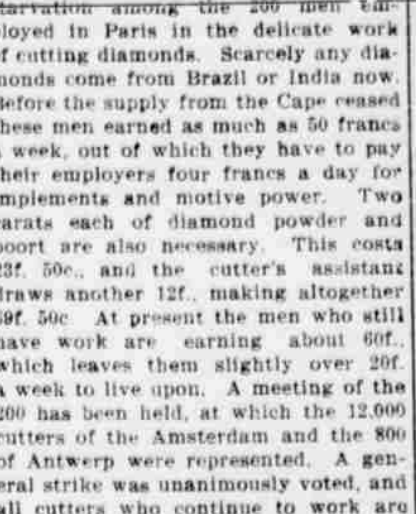 tarvation among the 200 men em-
ployed in Paris in the delicate work
of cutting diamonds. Scarcely any dia-
monds come from Brazil or India now.
Before the supply from the Cape ceased
these men earned as much as 50 francs
a week, out of which they have to pay
their employers four francs a day for
implements and motive power. Two
carats each of diamond powder and
boort are also necessary. This costs
23f. 50c., and the cutter's assistant
draws another 12f., making altogether
59f. 50c At present the men who still
have work are earning about 60f.,
which leaves them slightly over 20f.
a week to live upon. A meeting of the
200 has been held, at which the 12,000
cutters of the Amsterdam and the 800
of Antwerp were represented. A gen-
eral strike was unanimously voted, and
all cutters who continue to work are